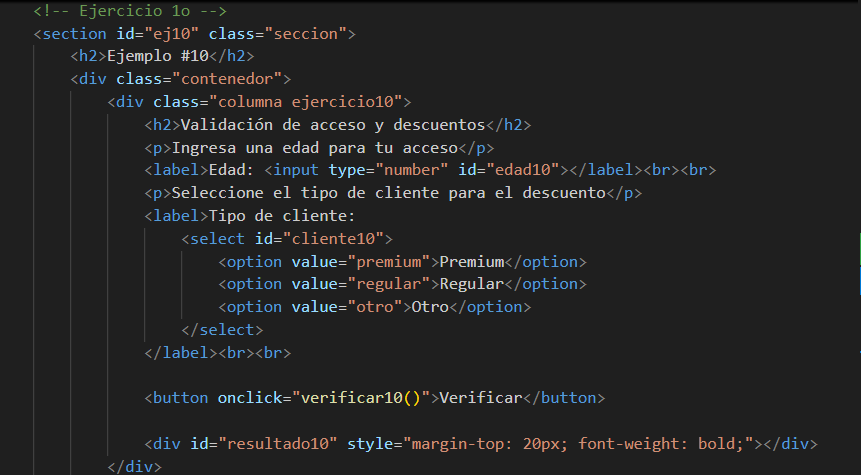 <!-- Ejercicio 1o -->
<section id="ej10" class="seccion">
<h2>Ejemplo #10</h2>
<div class="contenedor">
<div class="columna ejercicio10">
<h2>Validación de acceso y descuentos</h2>
<p>Ingresa una edad para tu acceso</p>
<label>Edad: <input type="number" id="edad10"></label><br><br>
<p>Seleccione el tipo de cliente para el descuento</p>
<label>Tipo de cliente:
<select id="cliente10">
<option value="premium">Premium</option>
<option value="regular">Regular</option>
<option value="otro">Otro</option>
</select>
</label><br><br>
<button onclick="verificar10()">Verificar</button>
<div id="resultado10" style="margin-top: 20px; font-weight: bold;"></div>
</div>